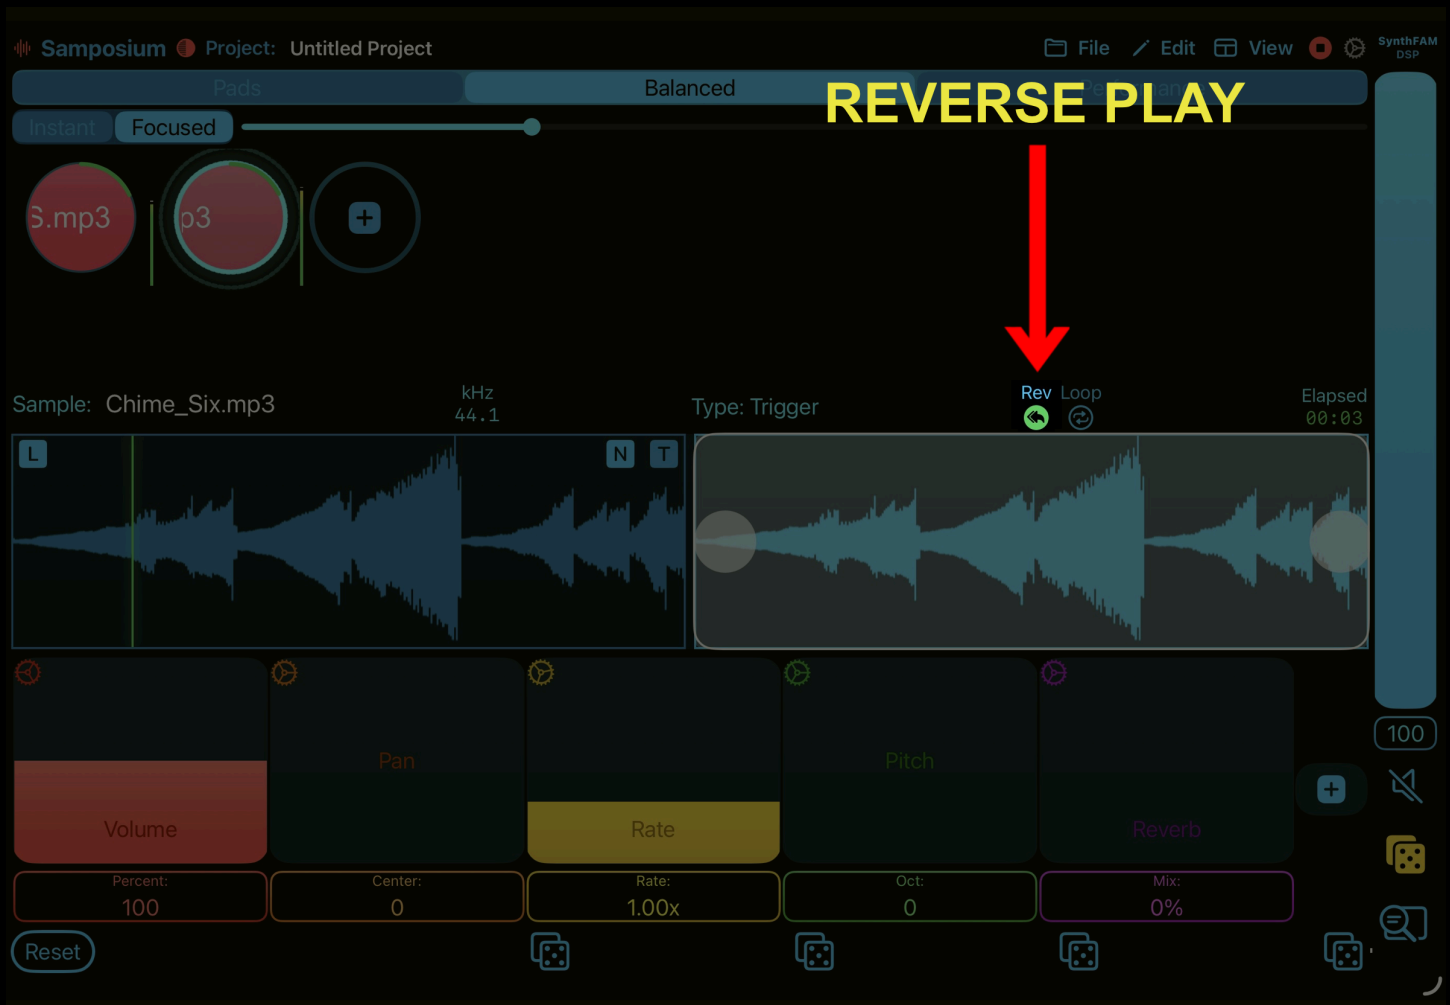 Samposium Project: Untitled Project File Edit View SynthFAM DSP
Pads Balanced
REVERSE PLAY
Instant Focused
S.mp3 p3
Rev Loop
Sample: Chime_Six.mp3 kHz 44.1 Type: Trigger Elapsed 00:03
L N T
Pan Pitch
100
Volume Rate Reverb
Percent: Center: Rate: Oct: Mix:
100 0 1.00x 0 0%
Reset